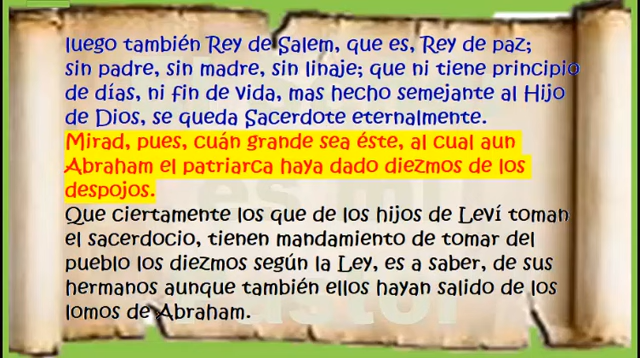 luego también Rey de Salem, que es, Rey de paz;
sin padre, sin madre, sin linaje; que ni tiene principio
de días, ni fin de vida, mas hecho semejante al Hijo
de Dios, se queda Sacerdote eternalmente.
Mirad, pues, cuán grande sea éste, al cual aun
Abraham el patriarca haya dado diezmos de los
despojos.
Que ciertamente los que de los hijos de Leví toman
el sacerdocio, tienen mandamiento de tomar del
pueblo los diezmos según la Ley, es a saber, de sus
hermanos aunque también ellos hayan salido de los
lomos de Abraham.